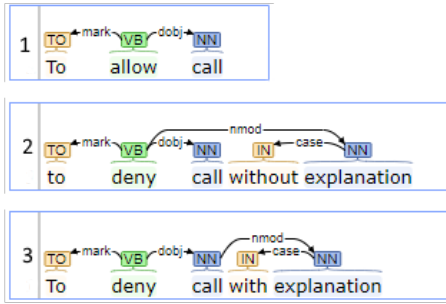 1 TO mark VB dobj NN
To allow call
nmod
2 TO mark VB dobj NN IN case NN
to deny call without explanation
nmod
3 TO mark VB dobj NN IN case NN
To deny call with explanation